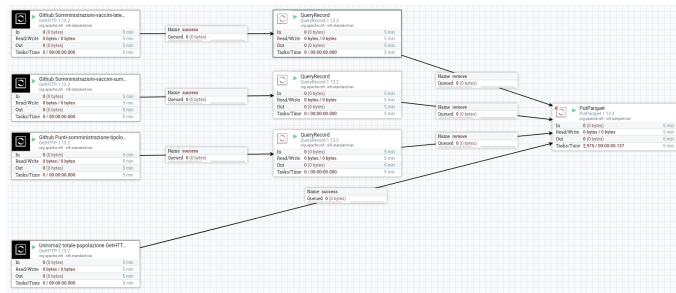 Github Somministrazioni-vaccini-late...
GetHTTP 1.13.2
org.apache.nifi - nifi-standard-nar
In 0 (0 bytes) 5 min
Read/Write 0 bytes / 0 bytes 5 min
Out 0 (0 bytes) 5 min
Tasks/Time 0 / 00:00:00.000 5 min
Name success
Queued 0 (0 bytes)
QueryRecord
QueryRecord 1.13.2
org.apache.nifi - nifi-standard-nar
In 0 (0 bytes) 5 min
Read/Write 0 bytes / 0 bytes 5 min
Out 0 (0 bytes) 5 min
Tasks/Time 0 / 00:00:00.000 5 min
Github Somministrazioni-vaccini-sum...
GetHTTP 1.13.2
org.apache.nifi - nifi-standard-nar
In 0 (0 bytes) 5 min
Read/Write 0 bytes / 0 bytes 5 min
Out 0 (0 bytes) 5 min
Tasks/Time 0 / 00:00:00.000 5 min
Name success
Queued 0 (0 bytes)
QueryRecord
QueryRecord 1.13.2
org.apache.nifi - nifi-standard-nar
In 0 (0 bytes) 5 min
Read/Write 0 bytes / 0 bytes 5 min
Out 0 (0 bytes) 5 min
Tasks/Time 0 / 00:00:00.000 5 min
Name remove
Queued 0 (0 bytes)
Name remove
Queued 0 (0 bytes)
Github Punti-somministrazione-tipolo...
GetHTTP 1.13.2
org.apache.nifi - nifi-standard-nar
In 0 (0 bytes) 5 min
Read/Write 0 bytes / 0 bytes 5 min
Out 0 (0 bytes) 5 min
Tasks/Time 0 / 00:00:00.000 5 min
Name success
Queued 0 (0 bytes)
QueryRecord
QueryRecord 1.13.2
org.apache.nifi - nifi-standard-nar
In 0 (0 bytes) 5 min
Read/Write 0 bytes / 0 bytes 5 min
Out 0 (0 bytes) 5 min
Tasks/Time 0 / 00:00:00.000 5 min
Name remove
Queued 0 (0 bytes)
PutParquet
PutParquet 1.13.2
org.apache.nifi - nifi-parquet-nar
In 0 (0 bytes) 5 min
Read/Write 0 bytes / 0 bytes 5 min
Out 0 (0 bytes) 5 min
Tasks/Time 2,975 / 00:00:00.137 5 min
Name success
Queued 0 (0 bytes)
Uniroma2 totale-popolazione GetHTT...
GetHTTP 1.13.2
org.apache.nifi - nifi-standard-nar
In 0 (0 bytes) 5 min
Read/Write 0 bytes / 0 bytes 5 min
Out 0 (0 bytes) 5 min
Tasks/Time 0 / 00:00:00.000 5 min